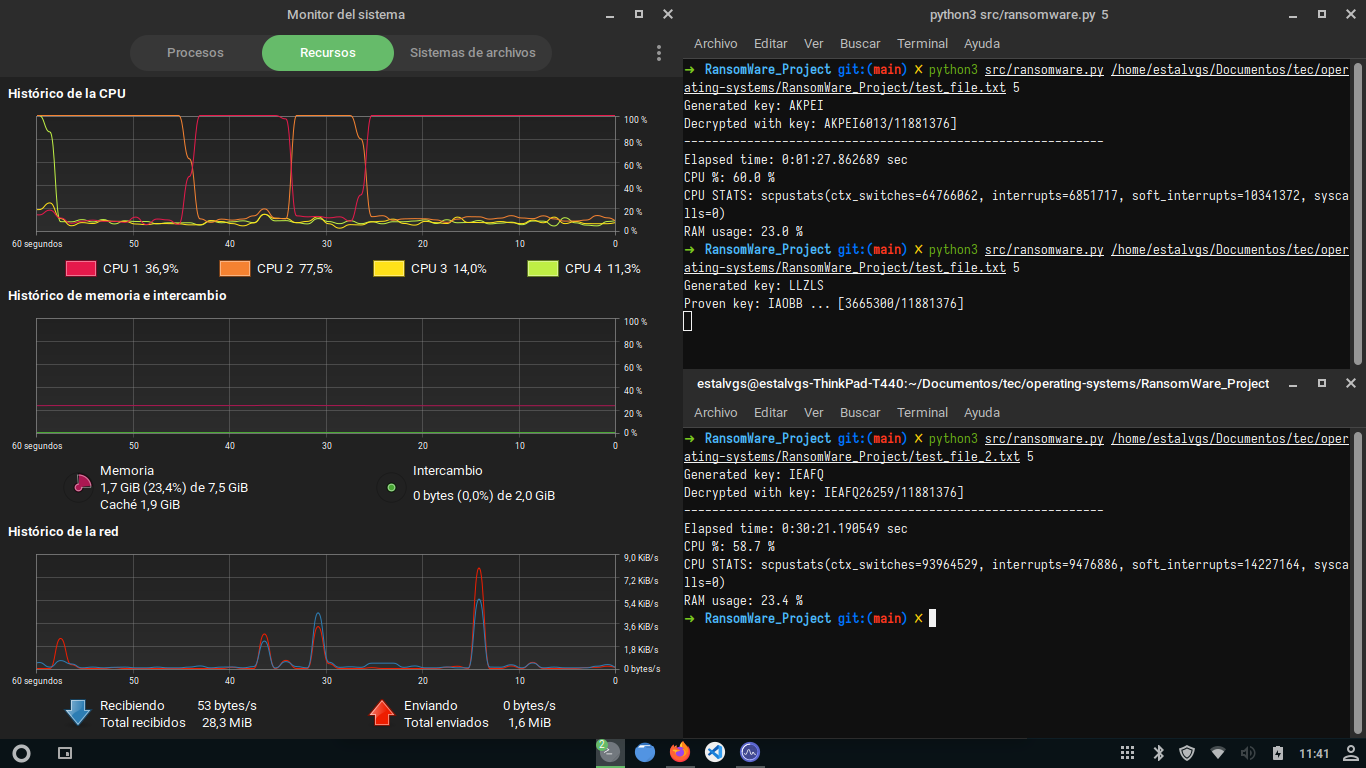 Monitor del sistema
Procesos
Recursos
Sistemas de archivos
Histórico de la CPU
100 %
80 %
60 %
40 %
20 %
0 %
60 segundos 50 40 30 20 10 0
CPU 1 36,9% CPU 2 77,5% CPU 3 14,0% CPU 4 11,3%
Histórico de memoria e intercambio
100 %
80 %
60 %
40 %
20 %
0 %
60 segundos 50 40 30 20 10 0
Memoria
1,7 GiB (23,4%) de 7,5 GiB
Caché 1,9 GiB
Intercambio
0 bytes (0,0%) de 2,0 GiB
Histórico de la red
9,0 KiB/s
7,2 KiB/s
5,4 KiB/s
3,6 KiB/s
1,8 KiB/s
0 bytes/s
60 segundos 50 40 30 20 10 0
Recibiendo 53 bytes/s
Total recibidos 28,3 MiB
Enviando 0 bytes/s
Total enviados 1,6 MiB
python3 src/ransomware.py 5
Archivo Editar Ver Buscar Terminal Ayuda
➜ RansomWare_Project git:(main) ✗ python3 src/ransomware.py /home/estalvgs/Documentos/tec/oper
ating-systems/RansomWare_Project/test_file.txt 5
Generated key: AKPEI
Decrypted with key: AKPEI6013/11881376]
------------------------------------------------------------
Elapsed time: 0:01:27.862689 sec
CPU %: 60.0 %
CPU STATS: scpustats(ctx_switches=64766062, interrupts=6851717, soft_interrupts=10341372, sysca
lls=0)
RAM usage: 23.0 %
➜ RansomWare_Project git:(main) ✗ python3 src/ransomware.py /home/estalvgs/Documentos/tec/oper
ating-systems/RansomWare_Project/test_file.txt 5
Generated key: LLZLS
Proven key: IAOBB ... [3665300/11881376]
estalvgs@estalvgs-ThinkPad-T440:~/Documentos/tec/operating-systems/RansomWare_Project
Archivo Editar Ver Buscar Terminal Ayuda
➜ RansomWare_Project git:(main) ✗ python3 src/ransomware.py /home/estalvgs/Documentos/tec/oper
ating-systems/RansomWare_Project/test_file_2.txt 5
Generated key: IEAFQ
Decrypted with key: IEAFQ26259/11881376]
------------------------------------------------------------
Elapsed time: 0:30:21.190549 sec
CPU %: 58.7 %
CPU STATS: scpustats(ctx_switches=93964529, interrupts=9476886, soft_interrupts=14227164, sysca
lls=0)
RAM usage: 23.4 %
➜ RansomWare_Project git:(main) ✗
2
11:41